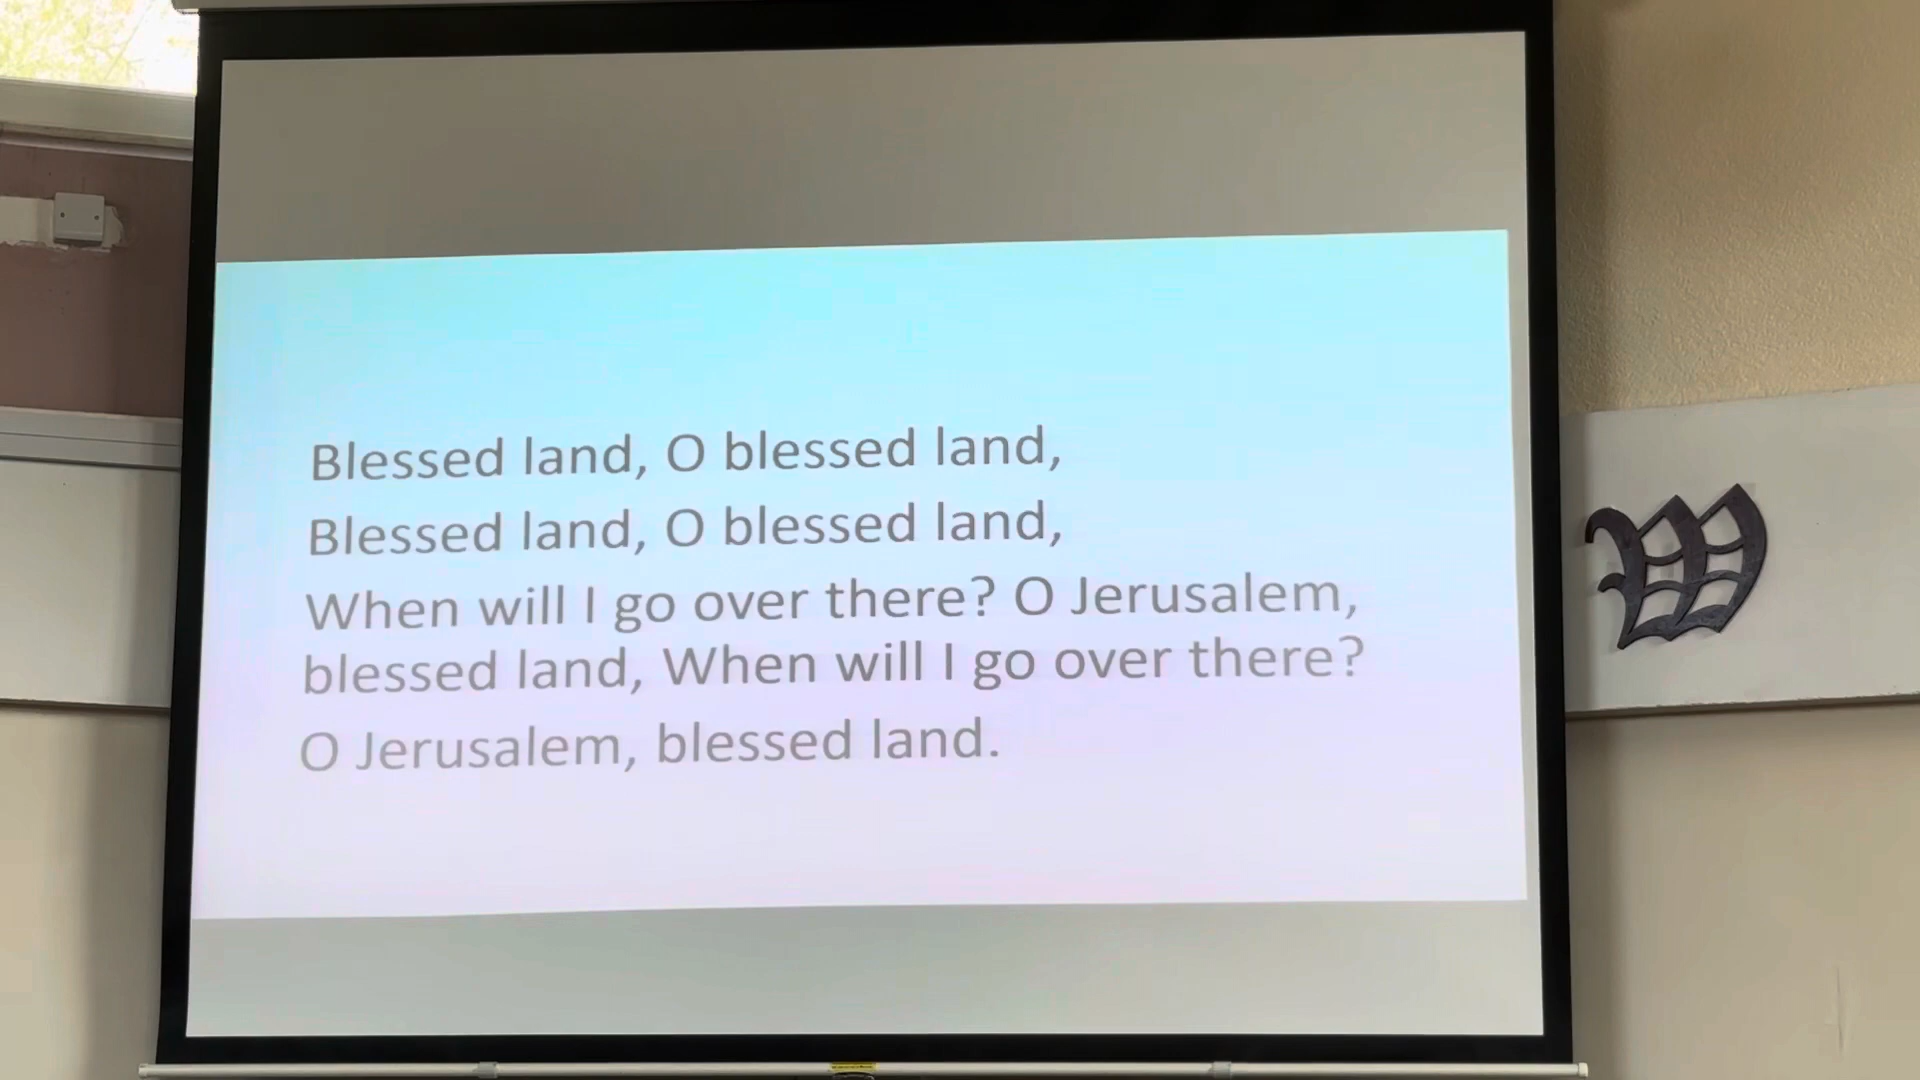 Blessed land, O blessed land,
Blessed land, O blessed land,
When will I go over there? O Jerusalem,
blessed land, When will I go over there?
O Jerusalem, blessed land.
W